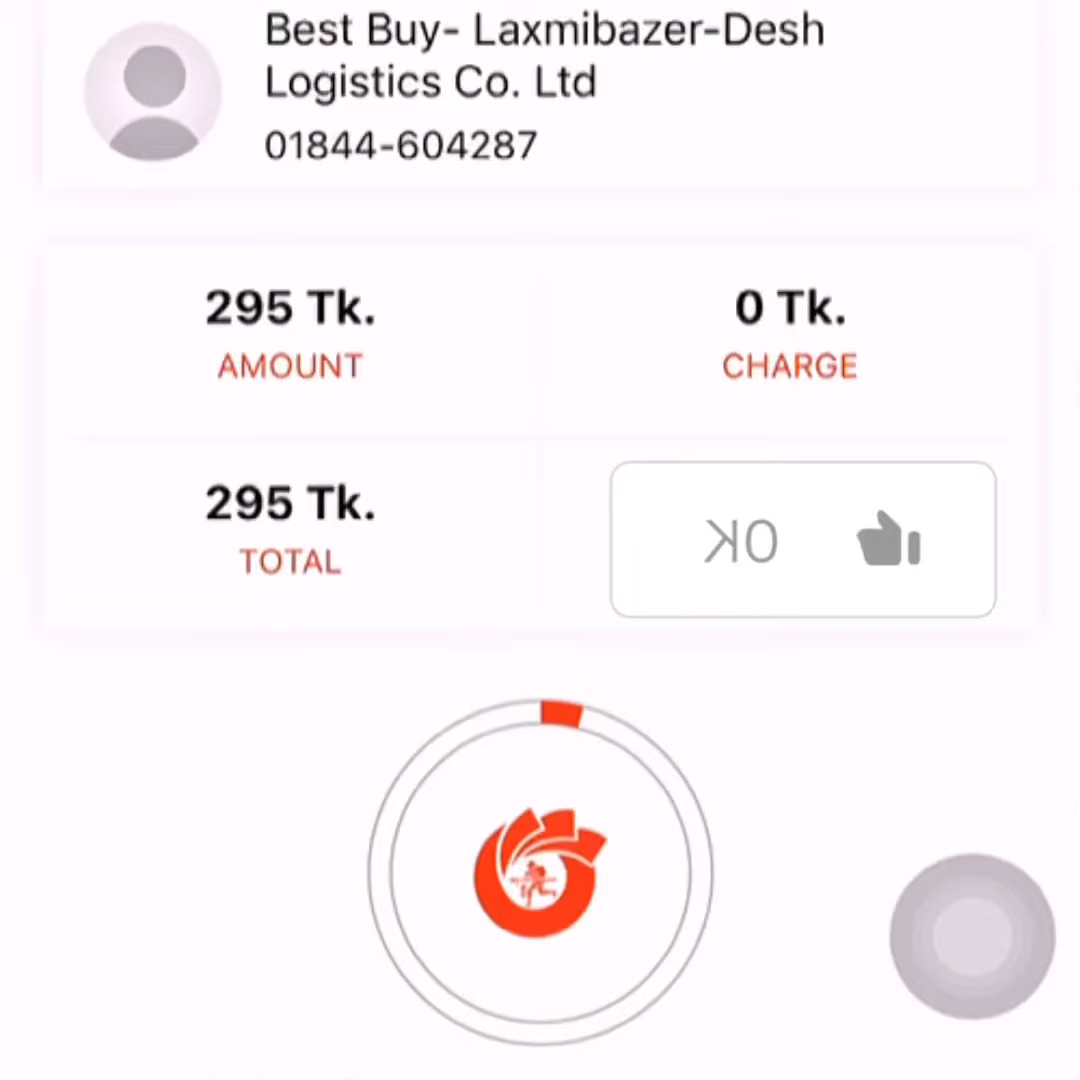 Best Buy- Laxmibazer-Desh
Logistics Co. Ltd
01844-604287
295 Tk.
0 Tk.
AMOUNT
CHARGE
295 Tk.
TOTAL
OK